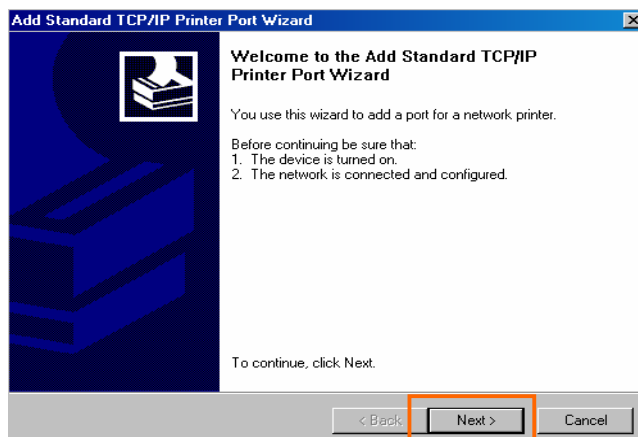 Add Standard TCP/IP Printer Port Wizard
Welcome to the Add Standard TCP/IP
Printer Port Wizard
You use this wizard to add a port for a network printer.
Before continuing be sure that:
1. The device is turned on.
2. The network is connected and configured.
To continue, click Next.
< Back
Next >
Cancel